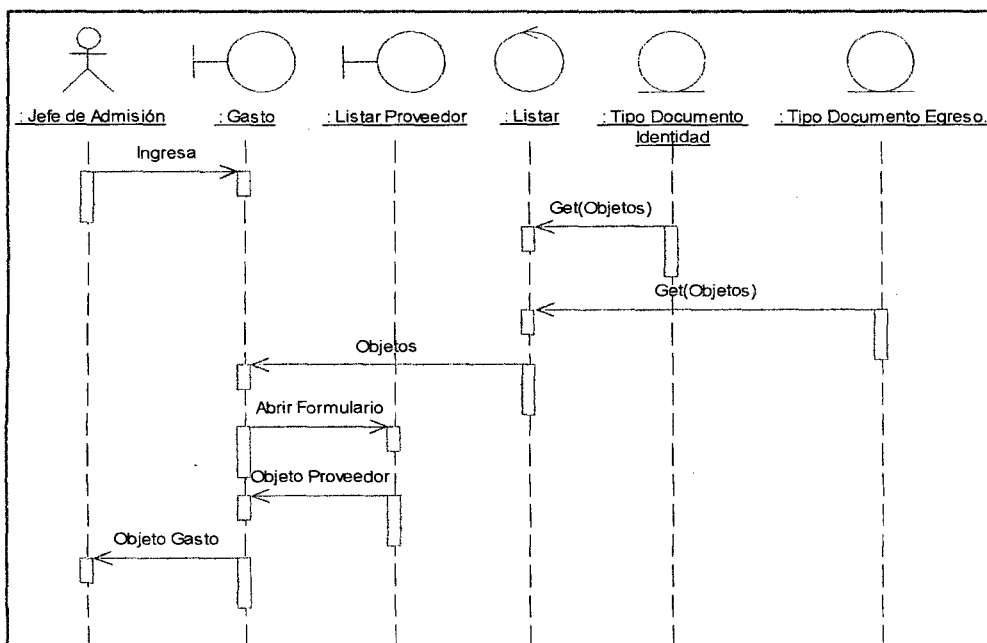 : Jefe de Admisión
: Gasto
: Listar Proveedor
: Listar
: Tipo Documento
Identidad
: Tipo Documento Egreso.
Ingresa
Get(Objetos)
Get(Objetos)
Objetos
Abrir Formulario
Objeto Proveedor
Objeto Gasto